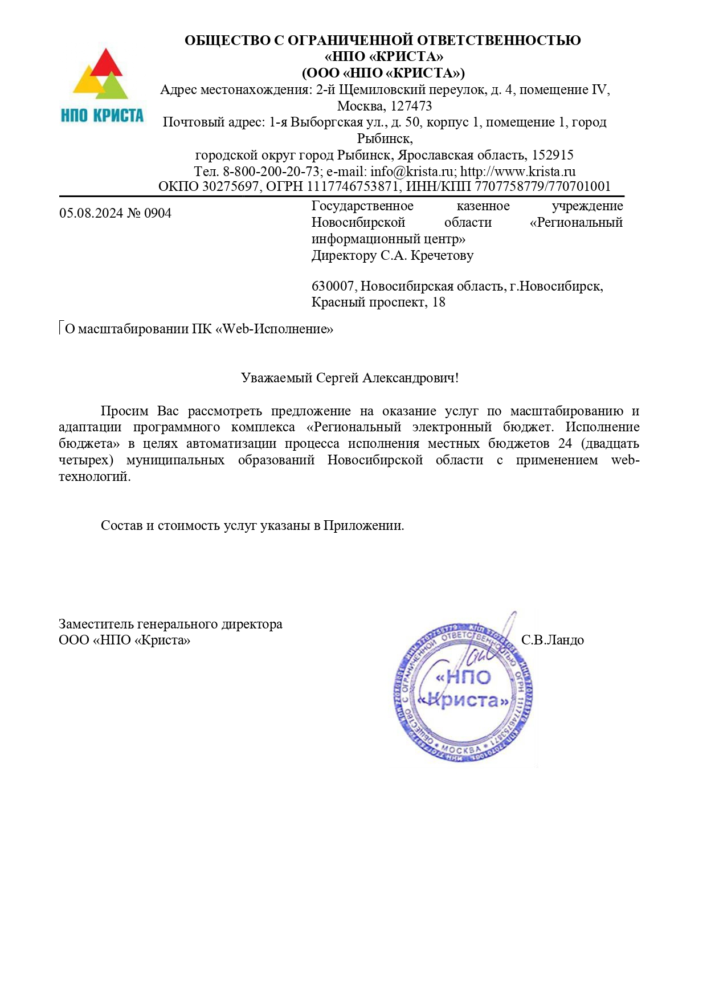 ОБЩЕСТВО С ОГРАНИЧЕННОЙ ОТВЕТСТВЕННОСТЬЮ
«НПО «КРИСТА»
(ООО «НПО «КРИСТА»)
Адрес местонахождения: 2-й Щемиловский переулок, д. 4, помещение IV,
Москва, 127473
Почтовый адрес: 1-я Выборгская ул., д. 50, корпус 1, помещение 1, город
Рыбинск,
городской округ город Рыбинск, Ярославская область, 152915
Тел. 8-800-200-20-73; e-mail: info@krista.ru; http://www.krista.ru
ОКПО 30275697, ОГРН 1117746753871, ИНН/КПП 7707758779/770701001
НПО КРИСТА
05.08.2024 № 0904
Государственное казенное учреждение
Новосибирской области «Региональный
информационный центр»
Директору С.А. Кречетову
630007, Новосибирская область, г.Новосибирск,
Красный проспект, 18
О масштабировании ПК «Web-Исполнение»
Уважаемый Сергей Александрович!
Просим Вас рассмотреть предложение на оказание услуг по масштабированию и
адаптации программного комплекса «Региональный электронный бюджет. Исполнение
бюджета» в целях автоматизации процесса исполнения местных бюджетов 24 (двадцать
четырех) муниципальных образований Новосибирской области с применением web-
технологий.
Состав и стоимость услуг указаны в Приложении.
Заместитель генерального директора
ООО «НПО «Криста»
С.В.Ландо
ОБЩЕСТВО С ОГРАНИЧЕННОЙ ОТВЕТСТВЕННОСТЬЮ ОГРН 1117746753871
* МОСКВА *
«НПО
«Криста»